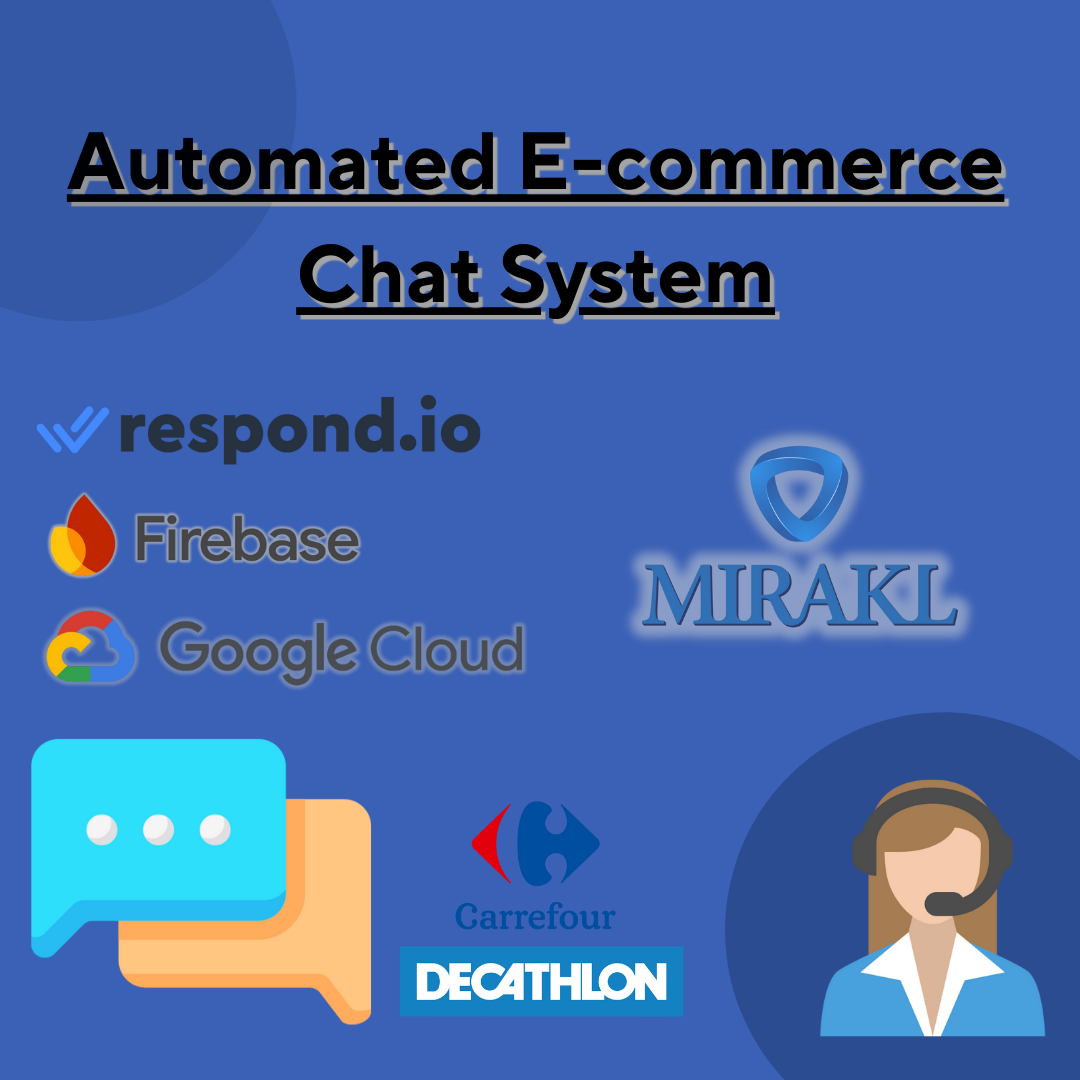 Automated E-commerce
Chat System
respond.io
Firebase
Google Cloud
MIRAKL
Carrefour
DECATHLON